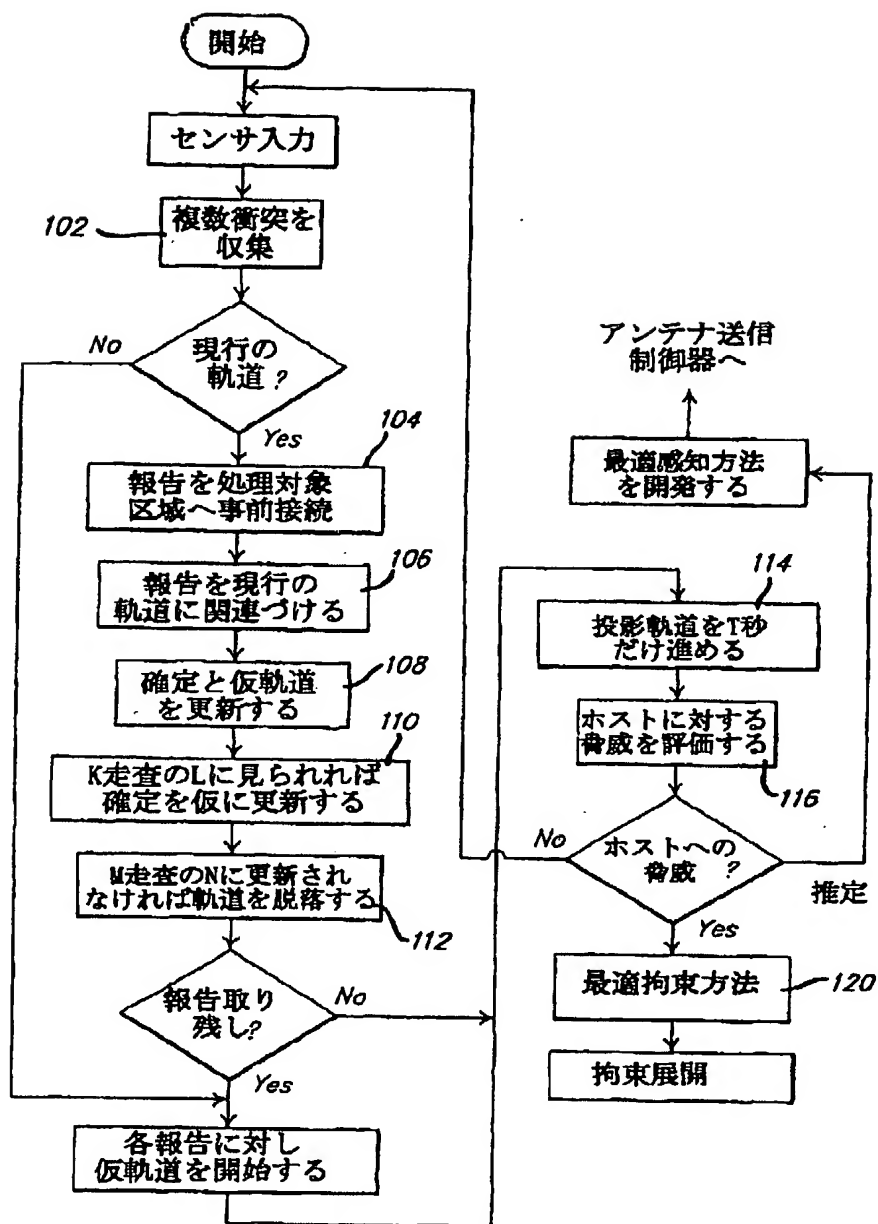 開始
センサ入力
102
複数衝突を
収集
No
現行の
軌道?
Yes
104
報告を処理対象
区域へ事前接続
106
報告を現行の
軌道に関連づける
108
確定と仮軌道
を更新する
110
K走査のLに見られれば
確定を仮に更新する
M走査のNに更新され
なければ軌道を脱落する
112
報告取り
残し?
No
Yes
各報告に対し
仮軌道を開始する
アンテナ送信
制御器へ
最適感知方法
を開発する
114
投影軌道をT秒
だけ進める
ホストに対する
脅威を評価する
116
No
ホストへの
脅威?
推定
Yes
最適拘束方法
120
拘束展開